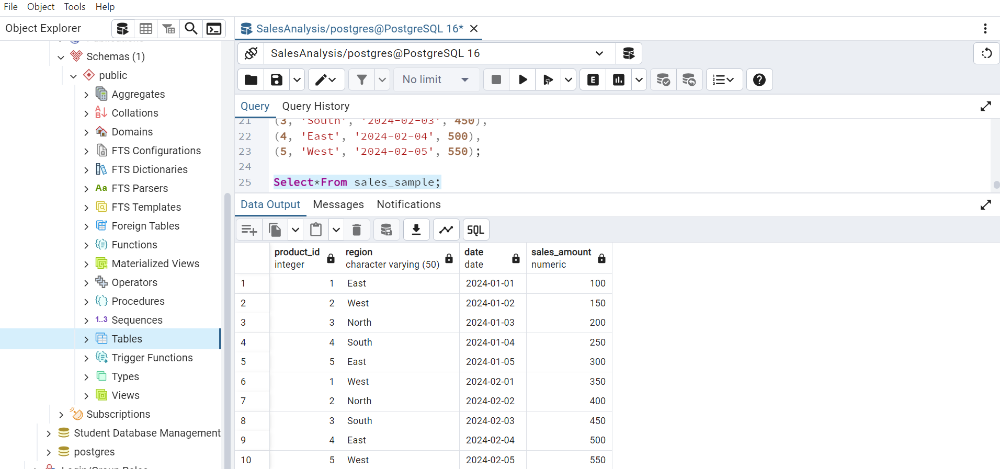 File Object Tools Help
Object Explorer
SalesAnalysis/postgres@PostgreSQL 16*
Publications
Schemas (1)
public
Aggregates
Collations
Domains
FTS Configurations
FTS Dictionaries
Aa FTS Parsers
FTS Templates
Foreign Tables
Functions
Materialized Views
Operators
Procedures
1..3 Sequences
Tables
Trigger Functions
Types
Views
Subscriptions
Student Database Management
postgres
Login/Group Roles
SalesAnalysis/postgres@PostgreSQL 16
No limit
E
Query Query History
21 (3, 'South', '2024-02-03', 450),
22 (4, 'East', '2024-02-04', 500),
23 (5, 'West', '2024-02-05', 550);
24
25 Select*From sales_sample;
Data Output Messages Notifications
SQL
product_id region date sales_amount
integer character varying (50) date numeric
1 1 East 2024-01-01 100
2 2 West 2024-01-02 150
3 3 North 2024-01-03 200
4 4 South 2024-01-04 250
5 5 East 2024-01-05 300
6 1 West 2024-02-01 350
7 2 North 2024-02-02 400
8 3 South 2024-02-03 450
9 4 East 2024-02-04 500
10 5 West 2024-02-05 550